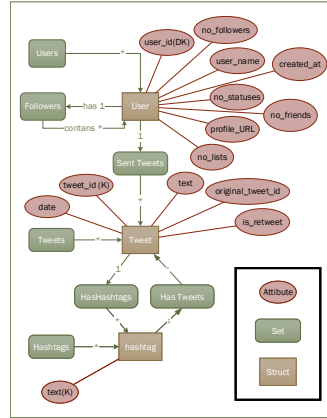 no_followers
user_id(DK)
Users
*
user_name
created_at
no_statuses
Followers
has 1
User
no_friends
contans *
profile_URL
1
no_lists
Sent Tweets
text
tweet_id (K)
original_tweet_id
*
date
is_retweet
Tweets
*
Tweet
1
*
Attibute
HasHashtags
Has Tweets
Set
*
1
Hashtags
*
hashtag
Struct
text(K)